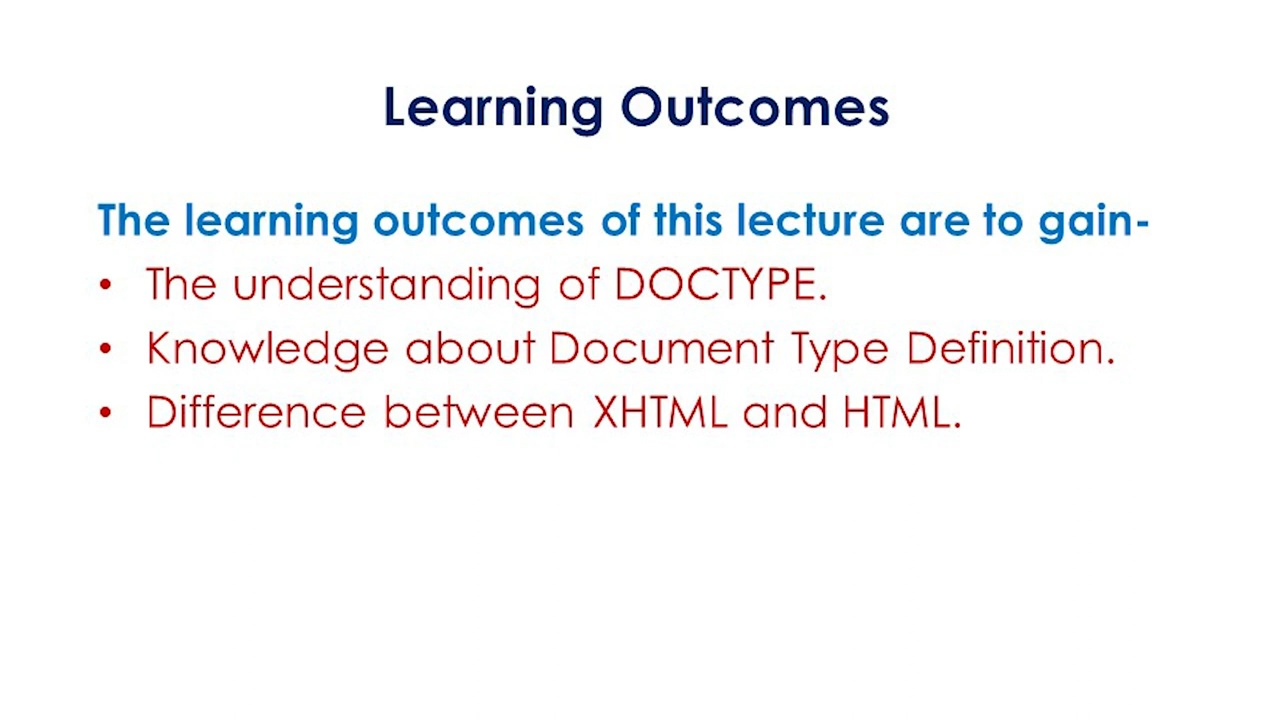 Learning Outcomes
The learning outcomes of this lecture are to gain-
• The understanding of DOCTYPE.
• Knowledge about Document Type Definition.
• Difference between XHTML and HTML.